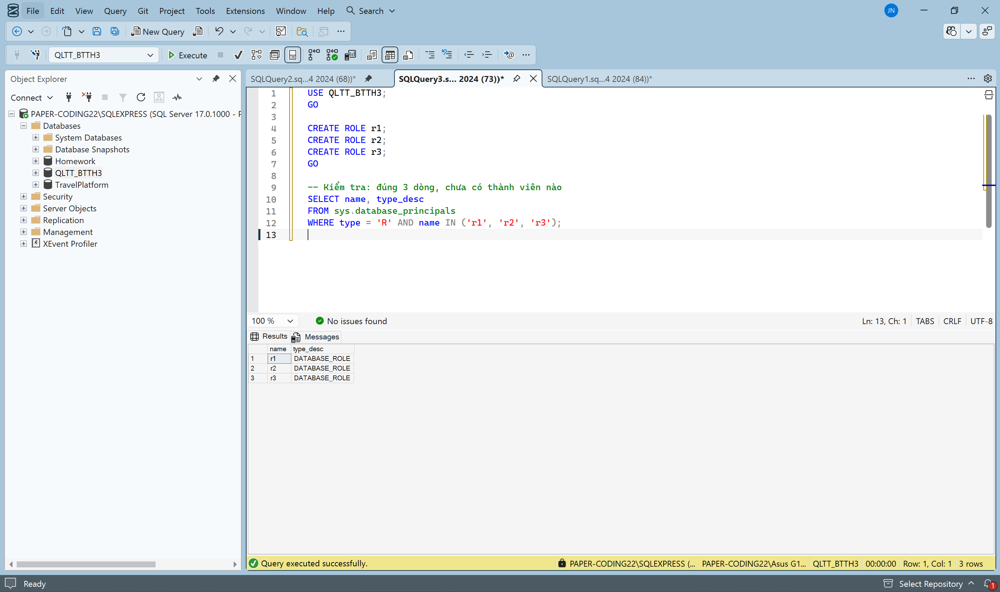 File Edit View Query Git Project Tools Extensions Window Help Search JN
New Query
QLTT_BTTH3 Execute
Object Explorer
Connect
PAPER-CODING22\SQLEXPRESS (SQL Server 17.0.1000 -
Databases
System Databases
Database Snapshots
Homework
QLTT_BTTH3
TravelPlatform
Security
Server Objects
Replication
Management
XEvent Profiler
SQLQuery2.sq...4 2024 (68))* SQLQuery3.s... 2024 (73))* SQLQuery1.sq...4 2024 (84))*
1 USE QLTT_BTTH3;
2 GO
3
4 CREATE ROLE r1;
5 CREATE ROLE r2;
6 CREATE ROLE r3;
7 GO
8
9 -- Kiểm tra: đúng 3 dòng, chưa có thành viên nào
10 SELECT name, type_desc
11 FROM sys.database_principals
12 WHERE type = 'R' AND name IN ('r1', 'r2', 'r3');
13
100 % No issues found Ln: 13, Ch: 1 TABS CRLF UTF-8
Results Messages
name type_desc
1 r1 DATABASE_ROLE
2 r2 DATABASE_ROLE
3 r3 DATABASE_ROLE
Query executed successfully. PAPER-CODING22\SQLEXPRESS (... PAPER-CODING22\Asus G1... QLTT_BTTH3 00:00:00 Row: 1, Col: 1 3 rows
Ready Select Repository 1